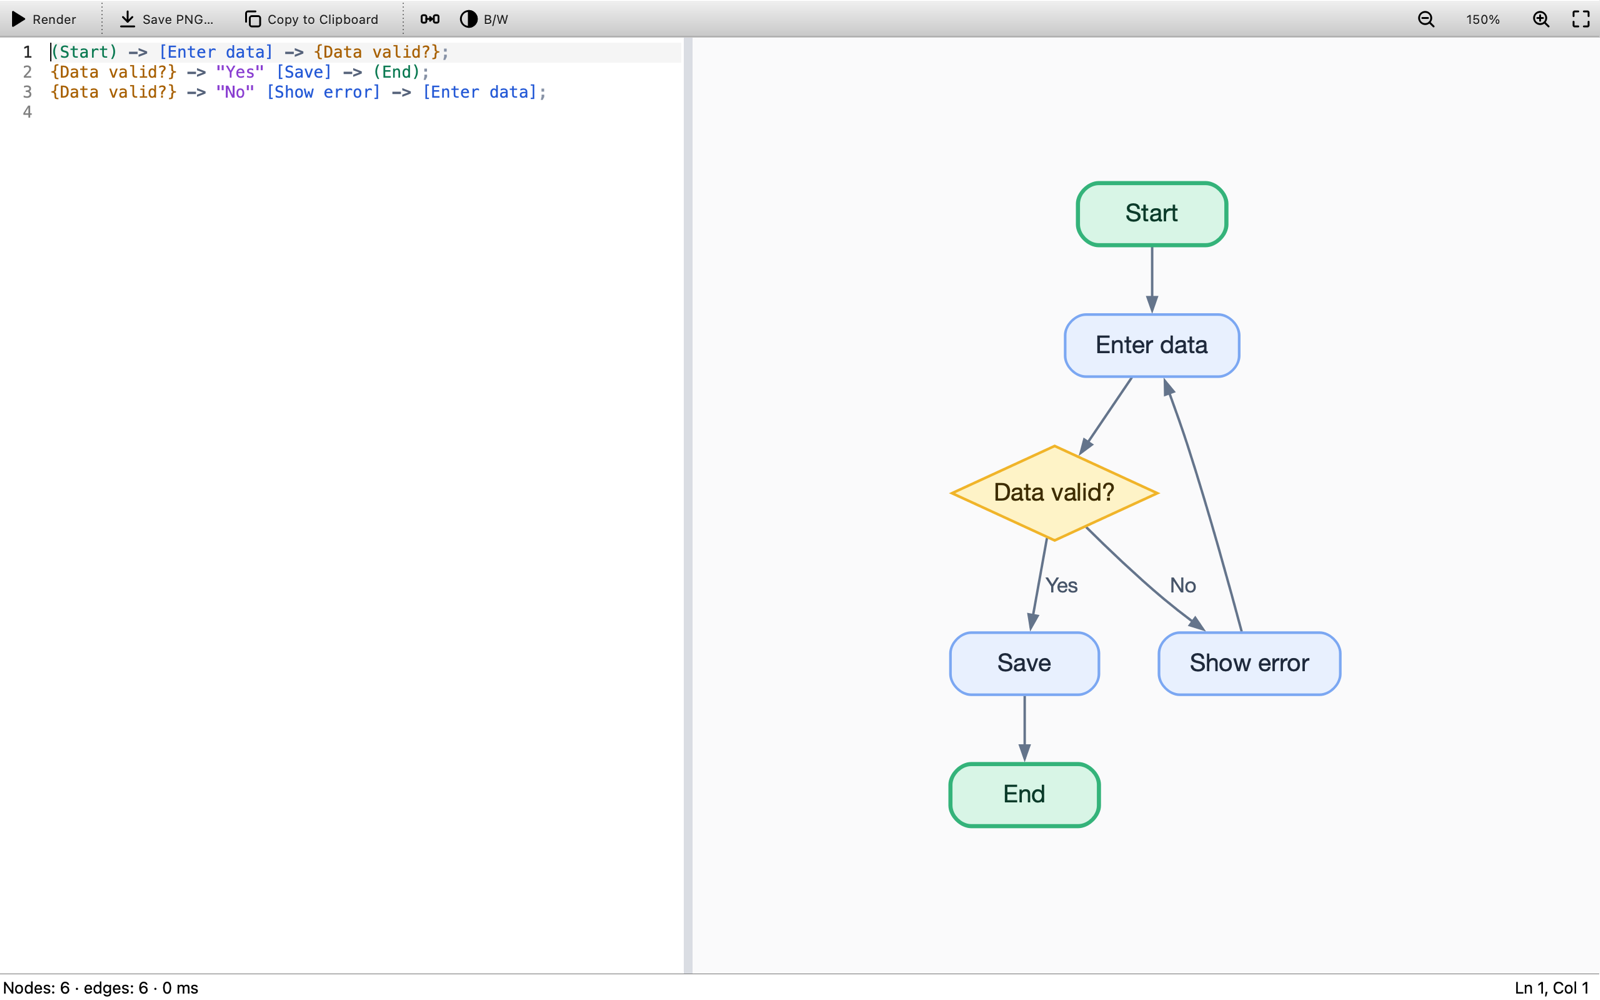 Render Save PNG... Copy to Clipboard B/W 150%
1 (Start) -> [Enter data] -> {Data valid?};
2 {Data valid?} -> "Yes" [Save] -> (End);
3 {Data valid?} -> "No" [Show error] -> [Enter data];
4
Start
Enter data
Data valid?
Yes No
Save Show error
End
Nodes: 6 · edges: 6 · 0 ms Ln 1, Col 1